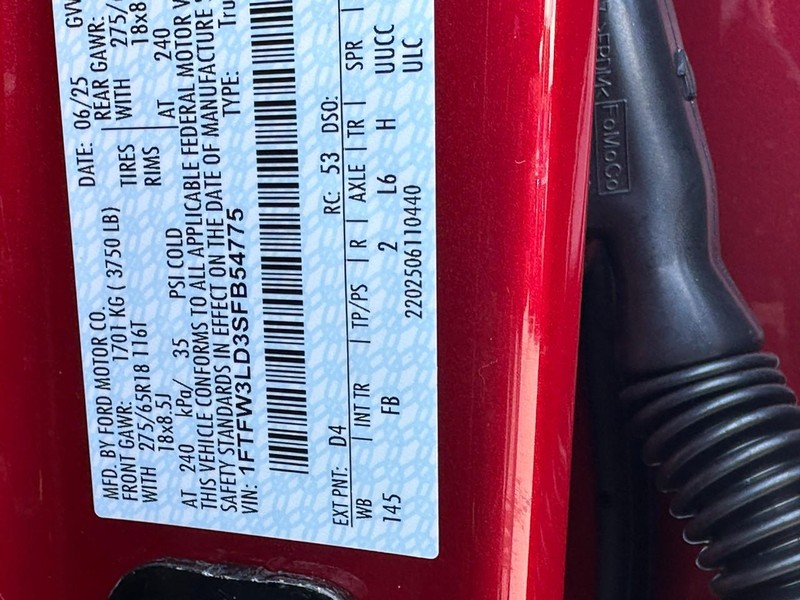 MFD. BY FORD MOTOR CO. DATE: 06/25 GVW
FRONT GAWR: 1701 KG ( 3750 LB) REAR GAWR:
WITH 275/65R18 116T TIRES WITH 275/
18x8.5J RIMS 18x8
AT 240 kPa/ 35 PSI COLD AT 240
THIS VEHICLE CONFORMS TO ALL APPLICABLE FEDERAL MOTOR V
SAFETY STANDARDS IN EFFECT ON THE DATE OF MANUFACTURE S
VIN: 1FTFW3LD3SFB54775 TYPE: Tru
EXT PNT: D4 RC: 53 DSO:
WB | INT TR | TP/PS | R | AXLE | TR | SPR |
145 FB 2 L6 H UUCC
2202506110440 ULC
FoMoCo